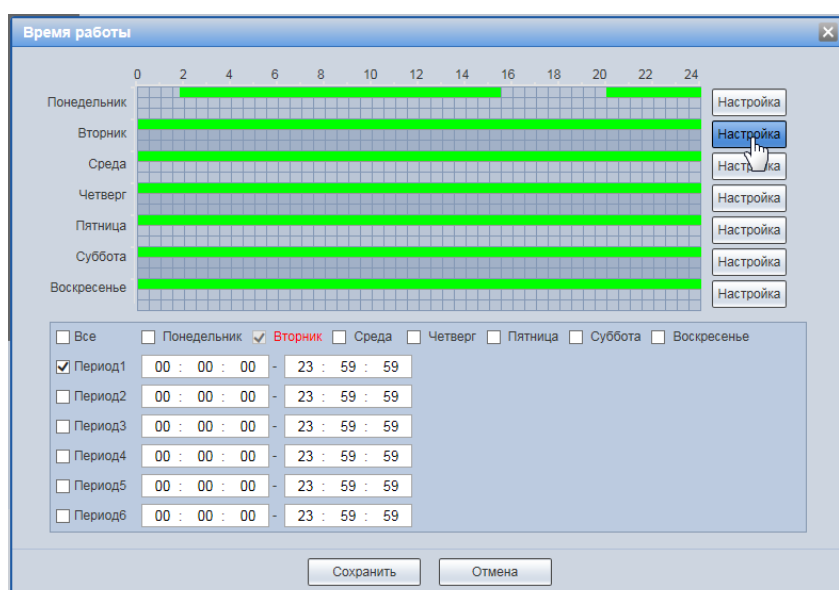 Время работы
0 2 4 6 8 10 12 14 16 18 20 22 24
Понедельник Настройка
Вторник Настройка
Среда
Четверг Настройка
Пятница Настройка
Суббота Настройка
Воскресенье Настройка
Все Понедельник Вторник Среда Четверг Пятница Суббота Воскресенье
Период1 00 : 00 : 00 - 23 : 59 : 59
Период2 00 : 00 : 00 - 23 : 59 : 59
Период3 00 : 00 : 00 - 23 : 59 : 59
Период4 00 : 00 : 00 - 23 : 59 : 59
Период5 00 : 00 : 00 - 23 : 59 : 59
Период6 00 : 00 : 00 - 23 : 59 : 59
Сохранить Отмена